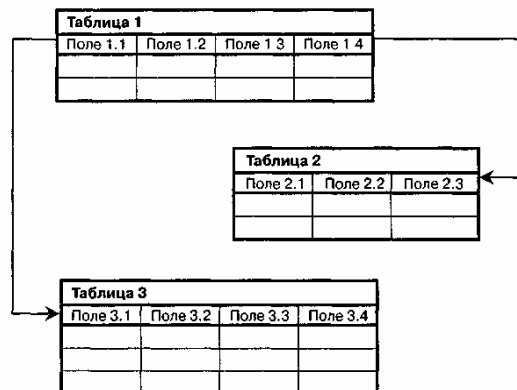 Таблица 1
Поле 1.1 Поле 1.2 Поле 1 3 Поле 1 4
Таблица 2
Поле 2.1 Поле 2.2 Поле 2.3
Таблица 3
Поле 3.1 Поле 3.2 Поле 3.3 Поле 3.4